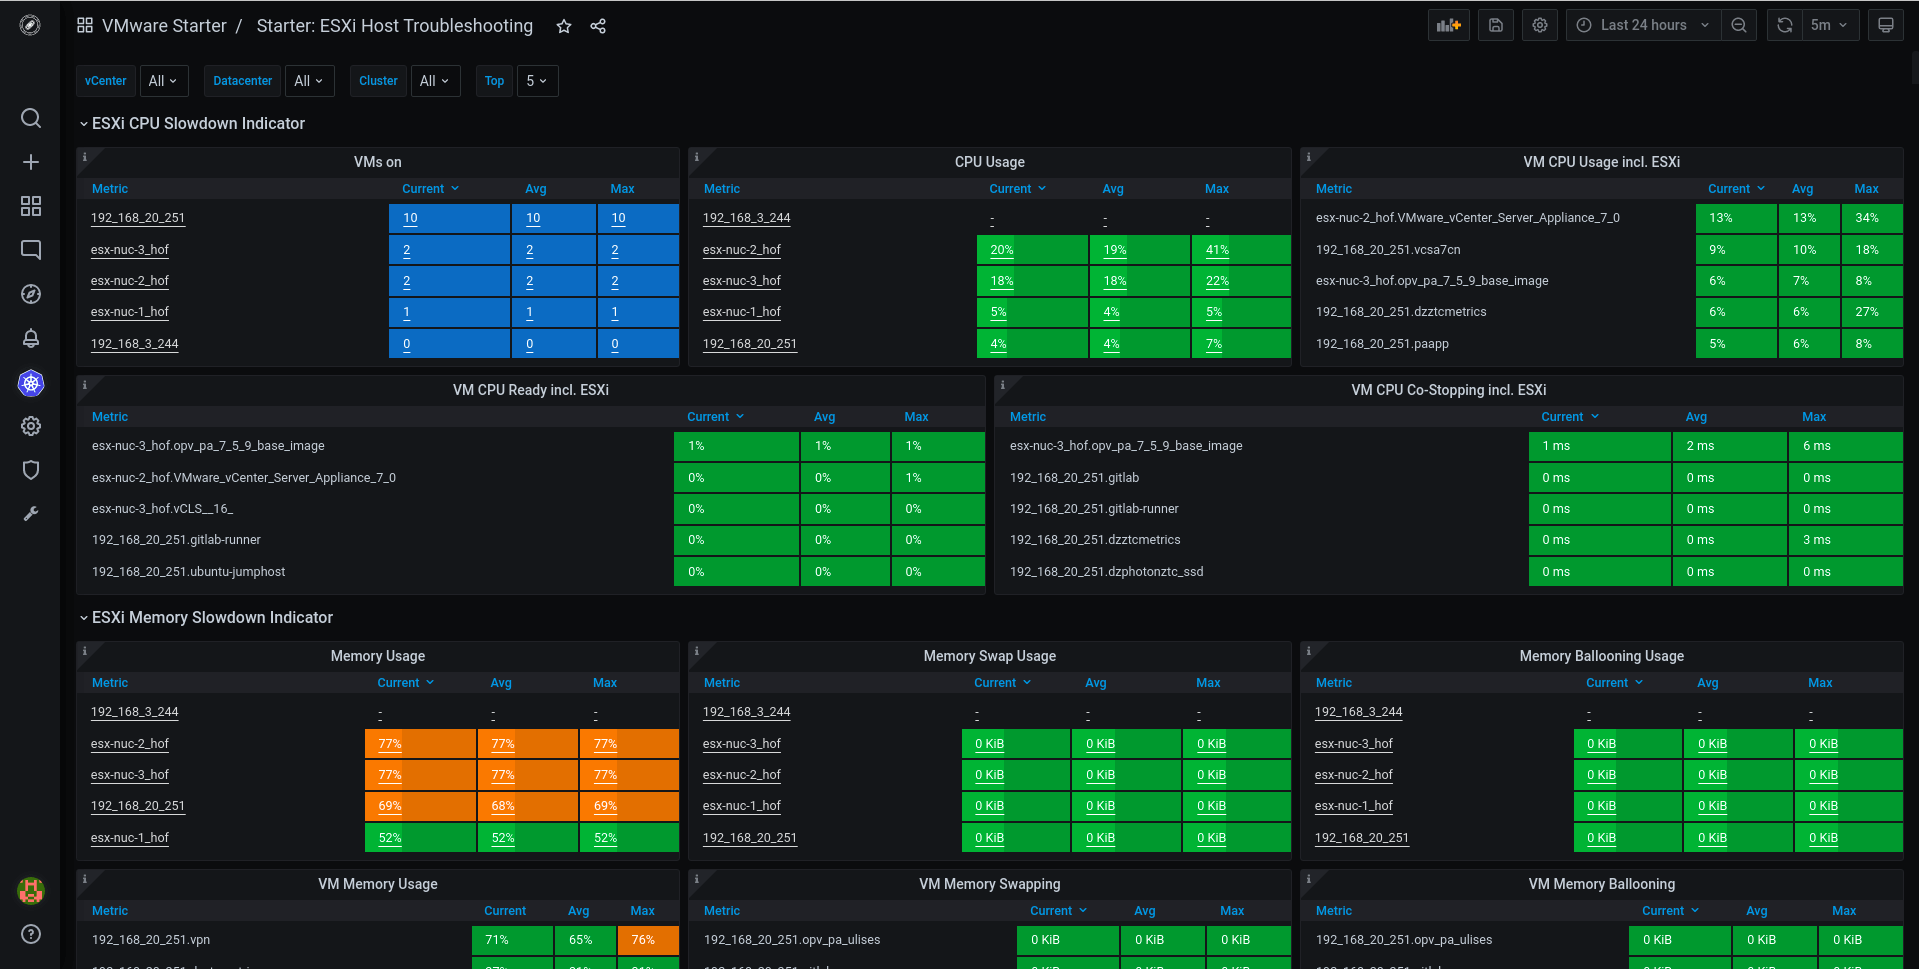 VMware Starter / Starter: ESXi Host Troubleshooting
Last 24 hours
5m
vCenter All Datacenter All Cluster All Top 5
ESXi CPU Slowdown Indicator
VMs on
Metric Current Avg Max
192_168_20_251 10 10 10
esx-nuc-3_hof 2 2 2
esx-nuc-2_hof 2 2 2
esx-nuc-1_hof 1 1 1
192_168_3_244 0 0 0
CPU Usage
Metric Current Avg Max
192_168_3_244 - - -
esx-nuc-2_hof 20% 19% 41%
esx-nuc-3_hof 18% 18% 22%
esx-nuc-1_hof 5% 4% 5%
192_168_20_251 4% 4% 7%
VM CPU Usage incl. ESXi
Metric Current Avg Max
esx-nuc-2_hof.VMware_vCenter_Server_Appliance_7_0 13% 13% 34%
192_168_20_251.vcsa7cn 9% 10% 18%
esx-nuc-3_hof.opv_pa_7_5_9_base_image 6% 7% 8%
192_168_20_251.dzztcmetrics 6% 6% 27%
192_168_20_251.paapp 5% 6% 8%
VM CPU Ready incl. ESXi
Metric Current Avg Max
esx-nuc-3_hof.opv_pa_7_5_9_base_image 1% 1% 1%
esx-nuc-2_hof.VMware_vCenter_Server_Appliance_7_0 0% 0% 1%
esx-nuc-3_hof.vCLS__16_ 0% 0% 0%
192_168_20_251.gitlab-runner 0% 0% 0%
192_168_20_251.ubuntu-jumphost 0% 0% 0%
VM CPU Co-Stopping incl. ESXi
Metric Current Avg Max
esx-nuc-3_hof.opv_pa_7_5_9_base_image 1 ms 2 ms 6 ms
192_168_20_251.gitlab 0 ms 0 ms 0 ms
192_168_20_251.gitlab-runner 0 ms 0 ms 0 ms
192_168_20_251.dzztcmetrics 0 ms 0 ms 3 ms
192_168_20_251.dzphotonztc_ssd 0 ms 0 ms 0 ms
ESXi Memory Slowdown Indicator
Memory Usage
Metric Current Avg Max
192_168_3_244 - - -
esx-nuc-2_hof 77% 77% 77%
esx-nuc-3_hof 77% 77% 77%
192_168_20_251 69% 68% 69%
esx-nuc-1_hof 52% 52% 52%
Memory Swap Usage
Metric Current Avg Max
192_168_3_244 - - -
esx-nuc-3_hof 0 KiB 0 KiB 0 KiB
esx-nuc-2_hof 0 KiB 0 KiB 0 KiB
esx-nuc-1_hof 0 KiB 0 KiB 0 KiB
192_168_20_251 0 KiB 0 KiB 0 KiB
Memory Ballooning Usage
Metric Current Avg Max
192_168_3_244 - - -
esx-nuc-3_hof 0 KiB 0 KiB 0 KiB
esx-nuc-2_hof 0 KiB 0 KiB 0 KiB
esx-nuc-1_hof 0 KiB 0 KiB 0 KiB
192_168_20_251 0 KiB 0 KiB 0 KiB
VM Memory Usage
Metric Current Avg Max
192_168_20_251.vpn 71% 65% 76%
VM Memory Swapping
Metric Current Avg Max
192_168_20_251.opv_pa_ulises 0 KiB 0 KiB 0 KiB
VM Memory Ballooning
Metric Current Avg Max
192_168_20_251.opv_pa_ulises 0 KiB 0 KiB 0 KiB